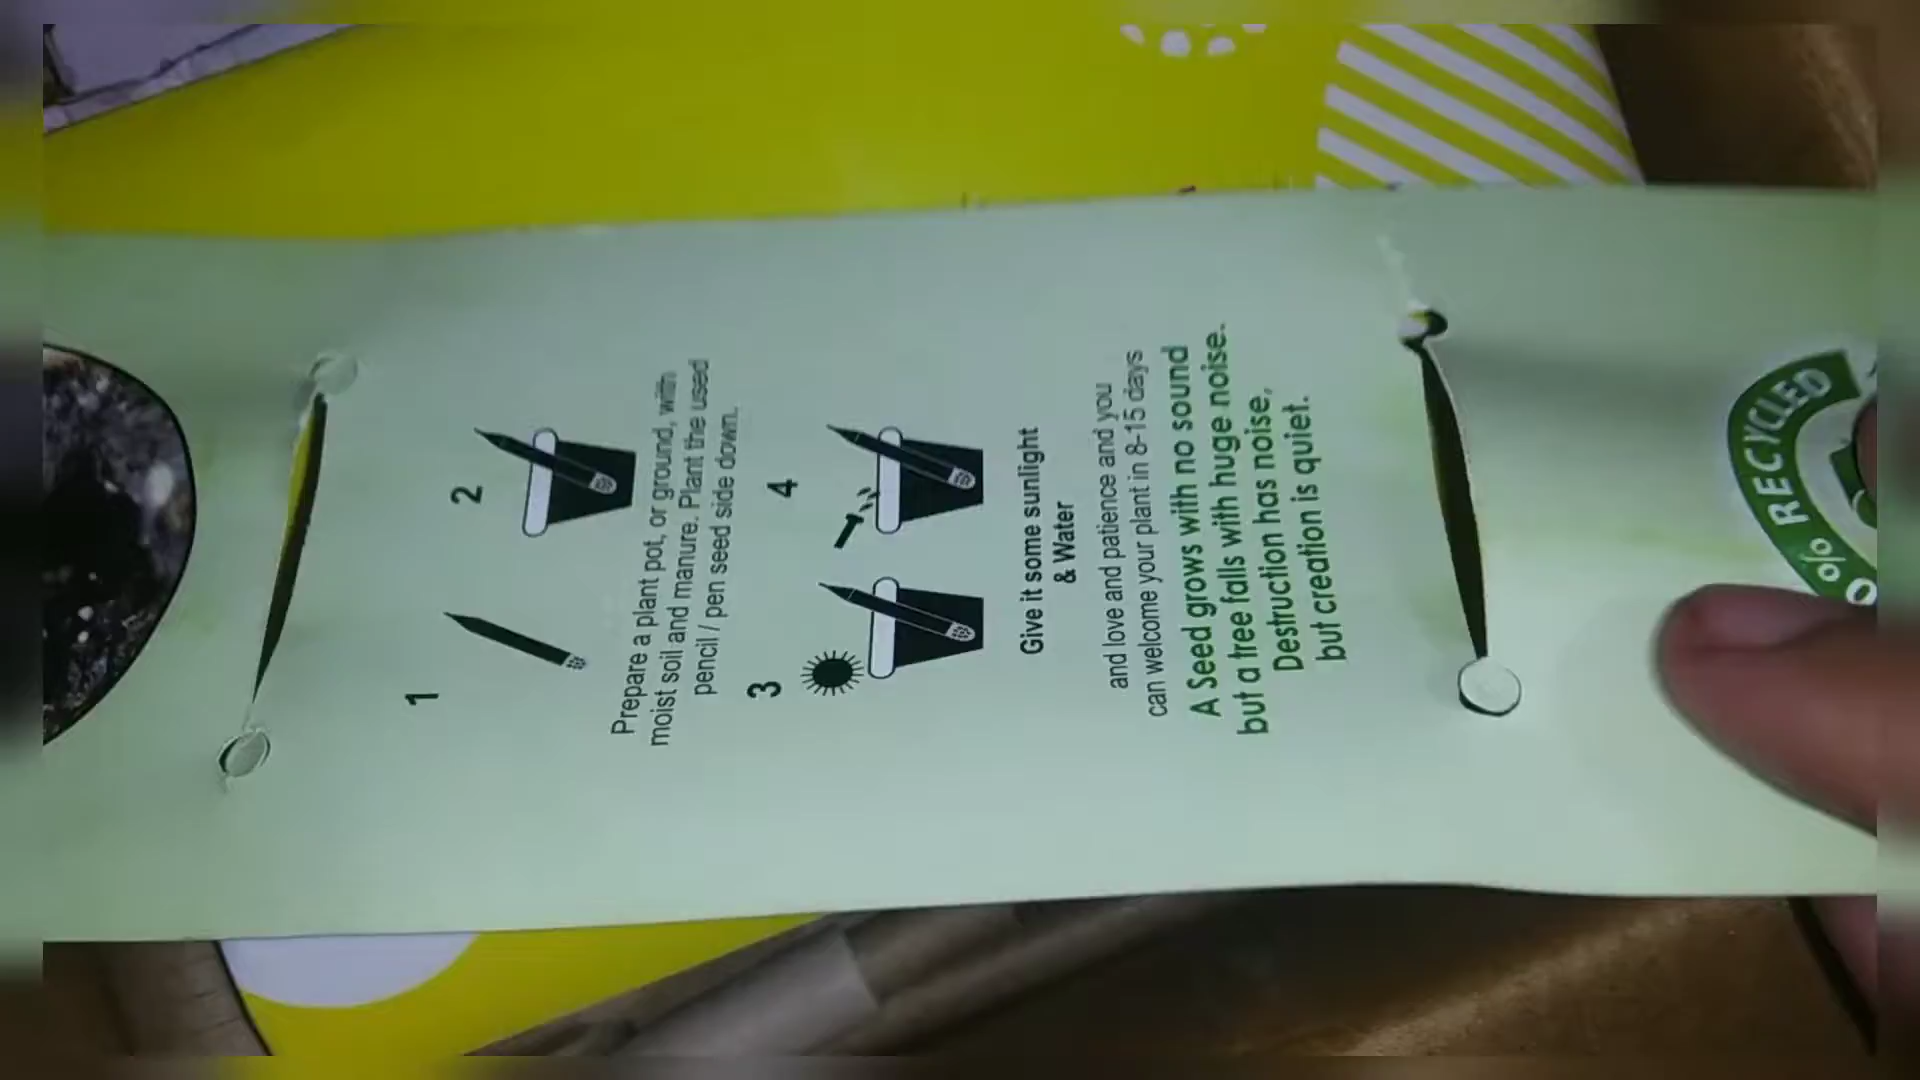 1
2
Prepare a plant pot, or ground, with
moist soil and manure. Plant the used
pencil / pen seed side down.
3
4
Give it some sunlight
& Water
and love and patience and you
can welcome your plant in 8-15 days
A Seed grows with no sound
but a tree falls with huge noise.
Destruction has noise,
but creation is quiet.
% RECYCLED